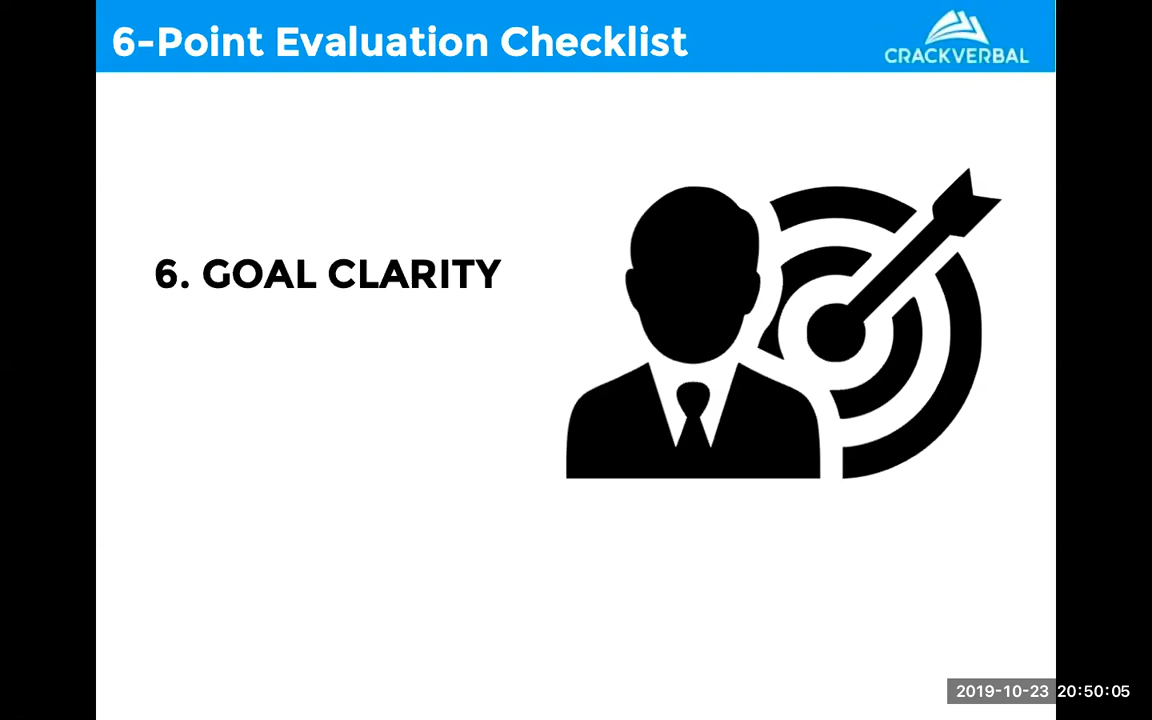 6-Point Evaluation Checklist
CRACKVERBAL
6. GOAL CLARITY
2019-10-23 20:50:05